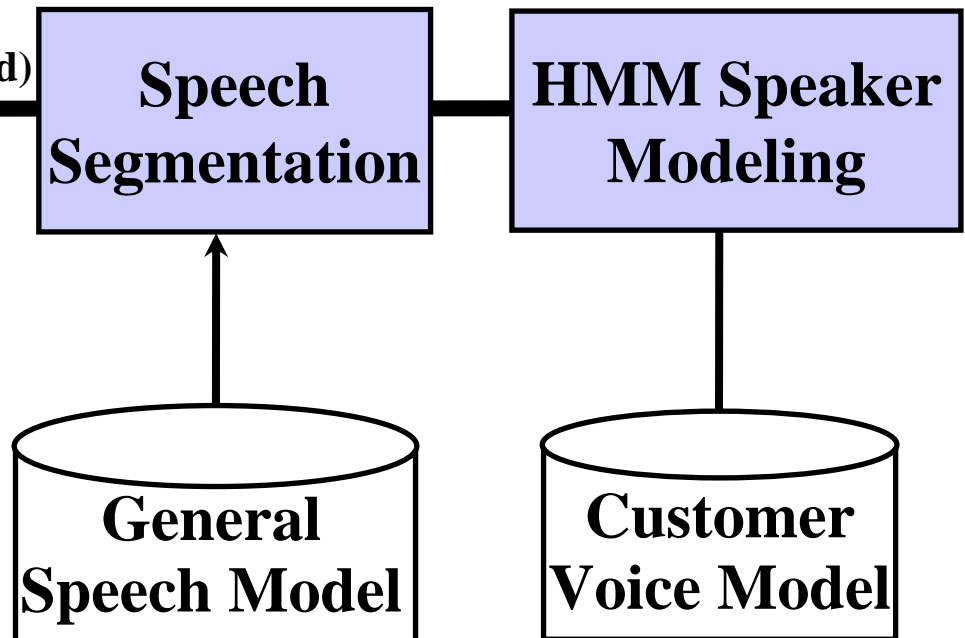 d)
Speech
Segmentation
HMM Speaker
Modeling
General
Speech Model
Customer
Voice Model